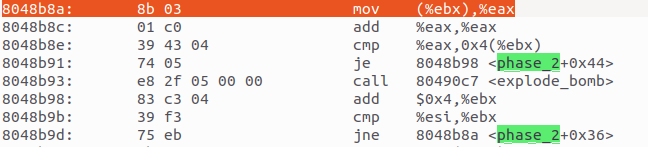 8048b8a: 8b 03 mov (%ebx),%eax
8048b8c: 01 c0 add %eax,%eax
8048b8e: 39 43 04 cmp %eax,0x4(%ebx)
8048b91: 74 05 je 8048b98 <phase_2+0x44>
8048b93: e8 2f 05 00 00 call 80490c7 <explode_bomb>
8048b98: 83 c3 04 add $0x4,%ebx
8048b9b: 39 f3 cmp %esi,%ebx
8048b9d: 75 eb jne 8048b8a <phase_2+0x36>